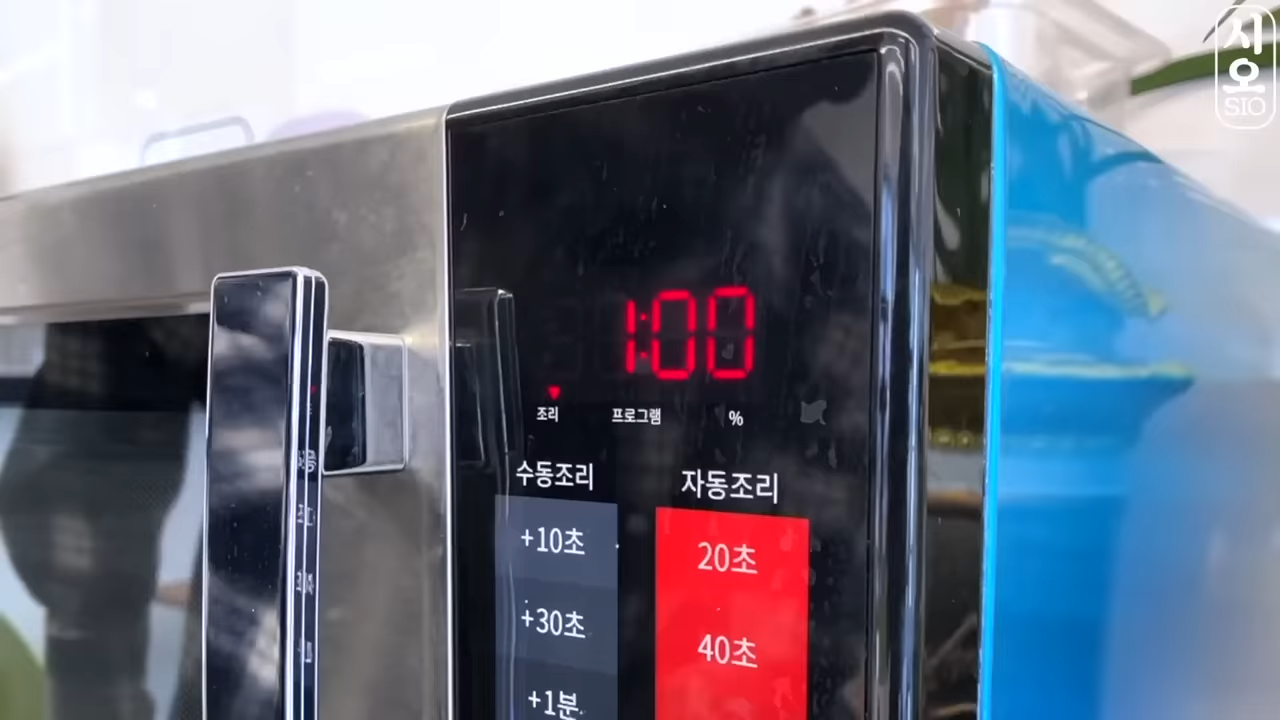 시오
SIO
1:00
조리 프로그램 %
수동조리 자동조리
+10초 20초
+30초 40초
+1분